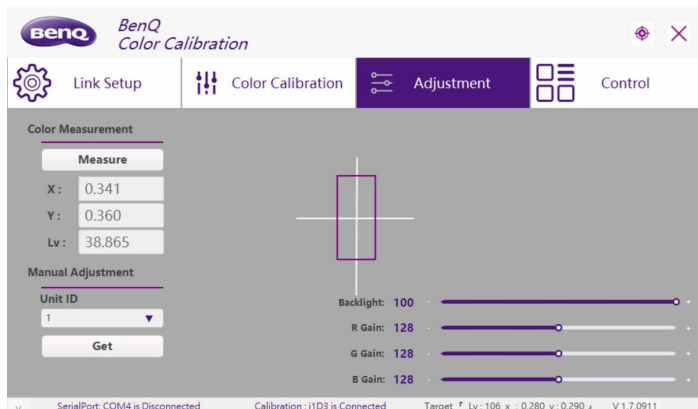 BenQ
BenQ
Color Calibration
Link Setup
Color Calibration
Adjustment
Control
Color Measurement
Measure
X : 0.341
Y : 0.360
Lv : 38.865
Manual Adjustment
Unit ID
1
Get
Backlight: 100 - +
R Gain: 128 - +
G Gain: 128 - +
B Gain: 128 - +
SerialPort: COM4 is Disconnected Calibration : i1D3 is Connected Target「 Lv : 106 x : 0.280 y : 0.290 」 V 1.7.0911